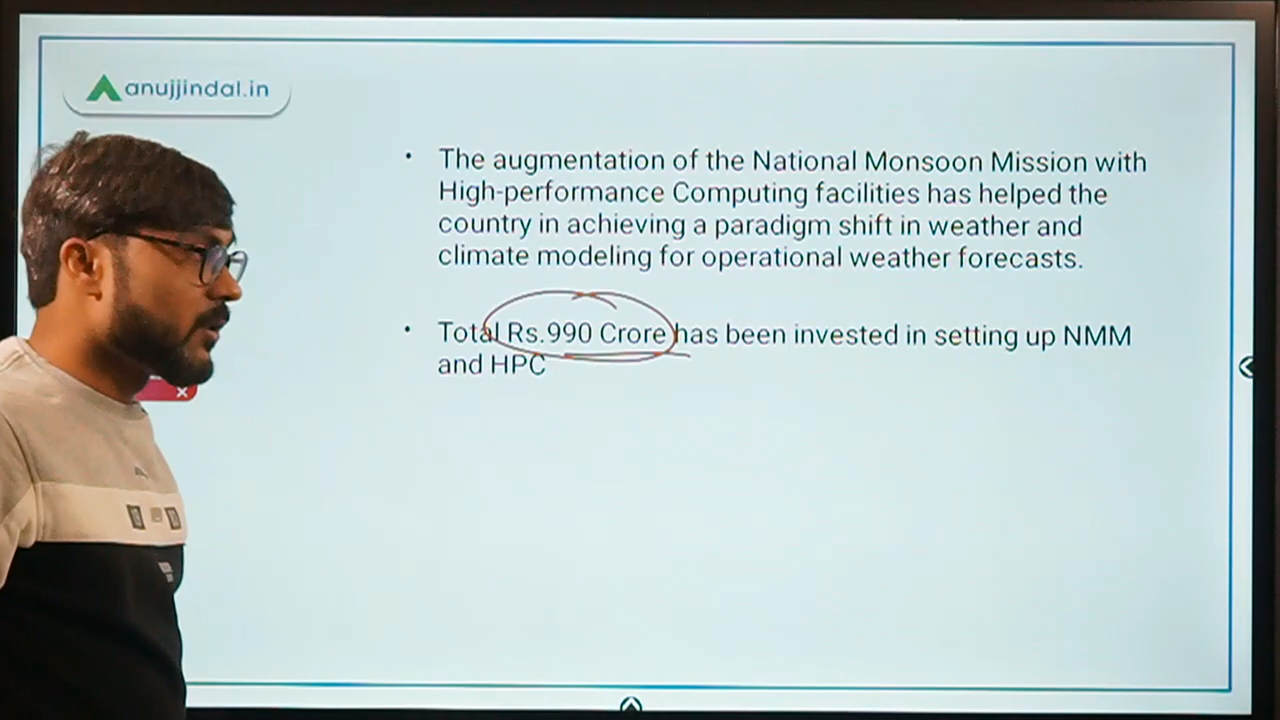 anujjindal.in
• The augmentation of the National Monsoon Mission with
High-performance Computing facilities has helped the
country in achieving a paradigm shift in weather and
climate modeling for operational weather forecasts.
• Total Rs.990 Crore has been invested in setting up NMM
and HPC